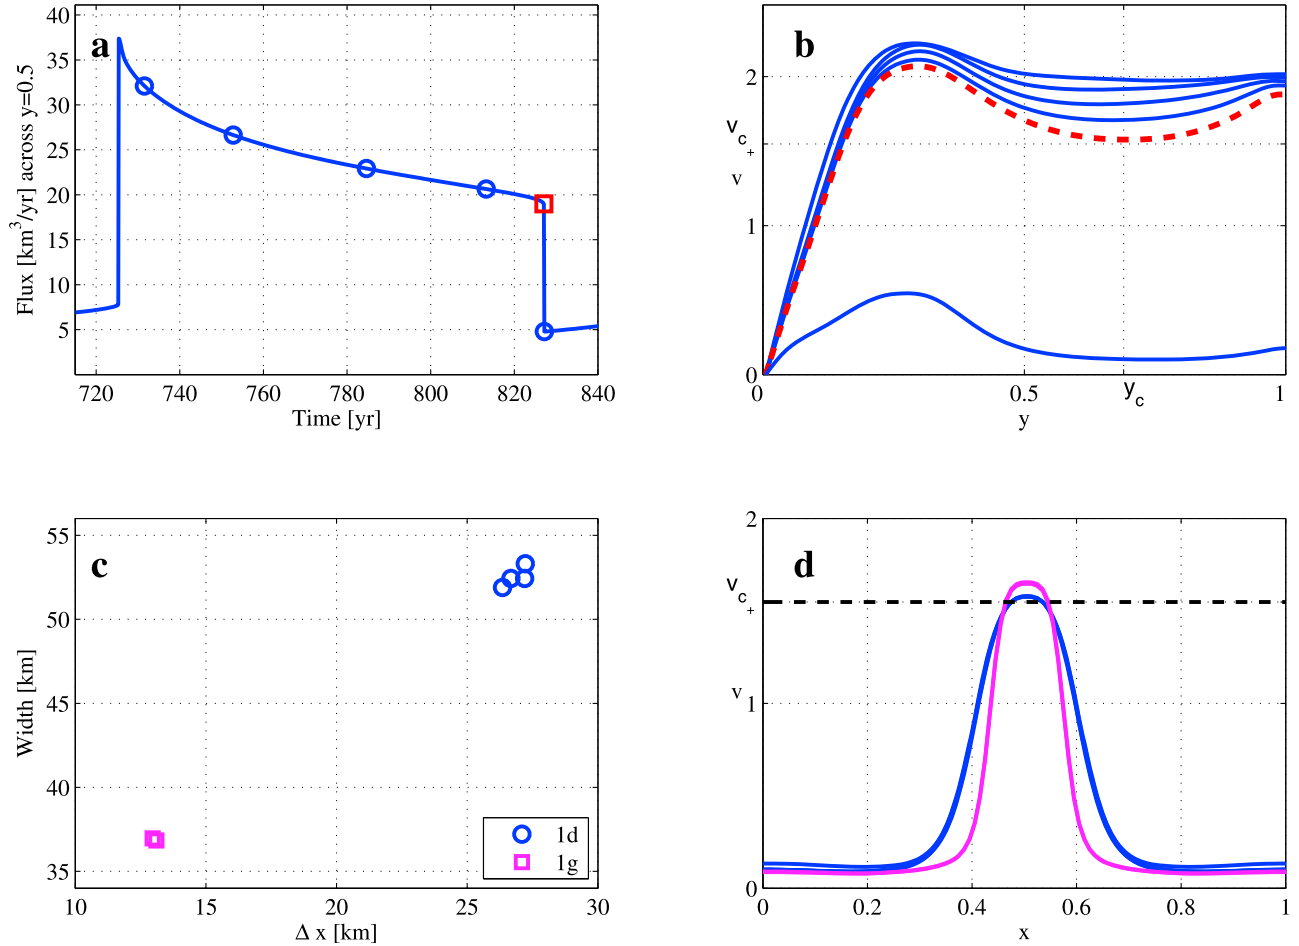 a
40
35
30
25
20
15
10
5
720
740
760
780
800
820
840
Time [yr]
Flux [km³/yr] across y=0.5
b
2
v_c+
v
1
0
0
0.5
y_c
1
y
c
55
50
45
40
35
10
15
20
25
30
Δ x [km]
Width [km]
1d
1g
d
2
v_c+
v
1
0
0
0.2
0.4
0.6
0.8
1
x